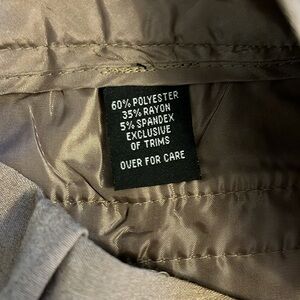 60% POLYESTER
35% RAYON
5% SPANDEX
EXCLUSIVE
OF TRIMS
OVER FOR CARE